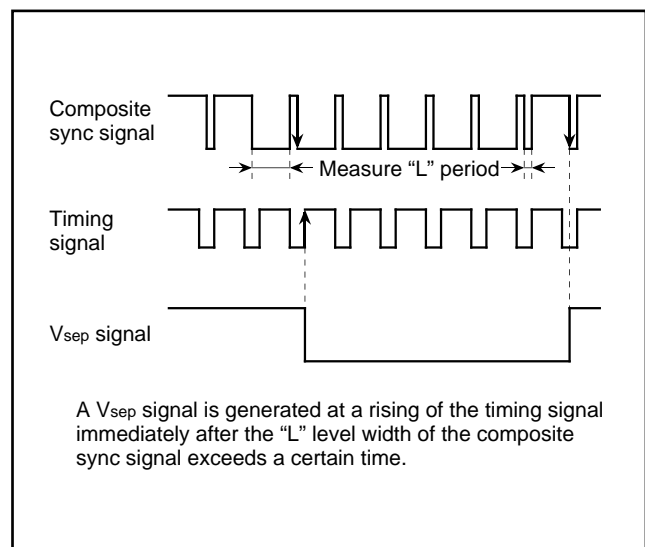 Composite
sync signal
Measure “L” period
Timing
signal
Vsep signal
A Vsep signal is generated at a rising of the timing signal
immediately after the “L” level width of the composite
sync signal exceeds a certain time.